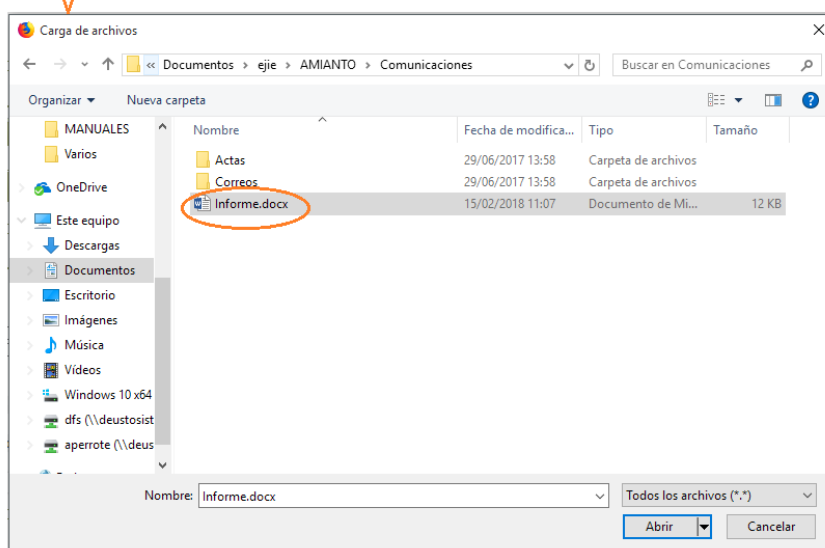 Carga de archivos
« Documentos › ejie › AMIANTO › Comunicaciones
Buscar en Comunicaciones
Organizar Nueva carpeta
MANUALES
Varios
OneDrive
Este equipo
Descargas
Documentos
Escritorio
Imágenes
Música
Vídeos
Windows 10 x64
dfs (\\deustosist
aperrote (\\deus
Nombre Fecha de modifica... Tipo Tamaño
Actas 29/06/2017 13:58 Carpeta de archivos
Correos 29/06/2017 13:58 Carpeta de archivos
Informe.docx 15/02/2018 11:07 Documento de Mi... 12 KB
Nombre: Informe.docx Todos los archivos (*.*)
Abrir Cancelar